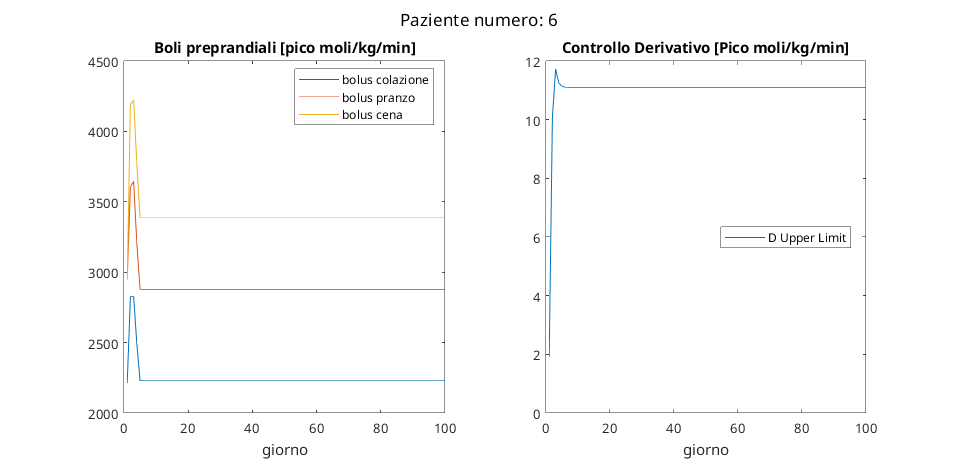 Paziente numero: 6
Boli preprandiali [pico moli/kg/min]
4500
4000
3500
3000
2500
2000
0
20
40
60
80
100
giorno
bolus colazione
bolus pranzo
bolus cena
Controllo Derivativo [Pico moli/kg/min]
12
10
8
6
4
2
0
0
20
40
60
80
100
giorno
D Upper Limit